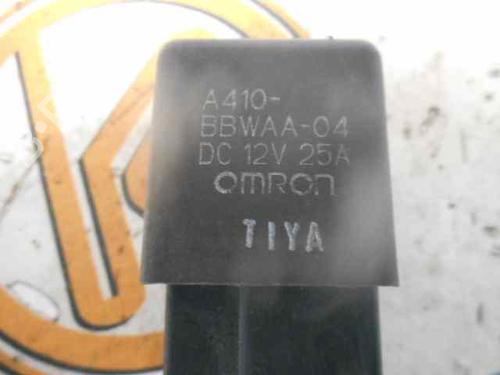 A410-
BBWAA-04
DC 12V 25A
omron
TIYA